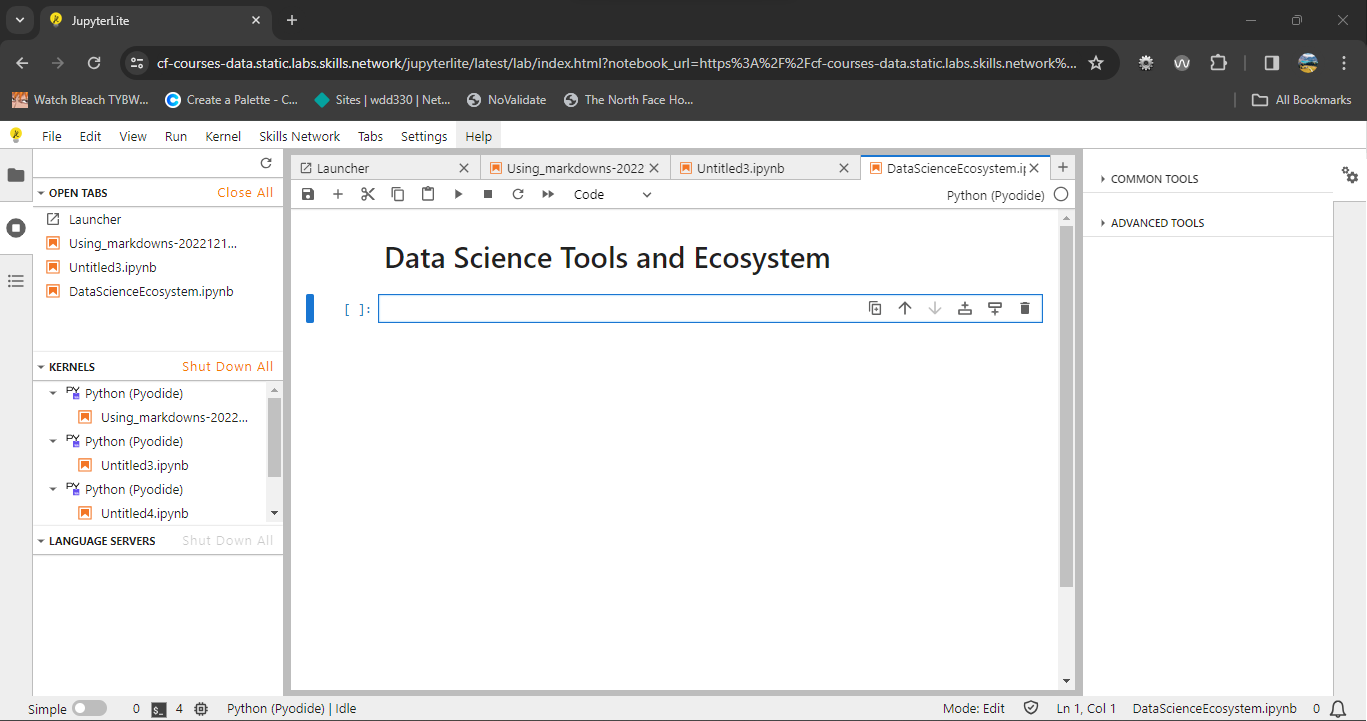 JupyterLite
cf-courses-data.static.labs.skills.network/jupyterlite/latest/lab/index.html?notebook_url=https%3A%2F%2Fcf-courses-data.static.labs.skills.network%...
Watch Bleach TYBW... Create a Palette - C... Sites | wdd330 | Net... NoValidate The North Face Ho... All Bookmarks
File Edit View Run Kernel Skills Network Tabs Settings Help
Launcher Using_markdowns-2022 Untitled3.ipynb DataScienceEcosystem.ip
Code Python (Pyodide)
OPEN TABS Close All
Launcher
Using_markdowns-2022121...
Untitled3.ipynb
DataScienceEcosystem.ipynb
KERNELS Shut Down All
Python (Pyodide)
Using_markdowns-2022...
Python (Pyodide)
Untitled3.ipynb
Python (Pyodide)
Untitled4.ipynb
LANGUAGE SERVERS Shut Down All
Data Science Tools and Ecosystem
[ ]:
COMMON TOOLS
ADVANCED TOOLS
Simple 0 $_ 4 Python (Pyodide) | Idle Mode: Edit Ln 1, Col 1 DataScienceEcosystem.ipynb 0